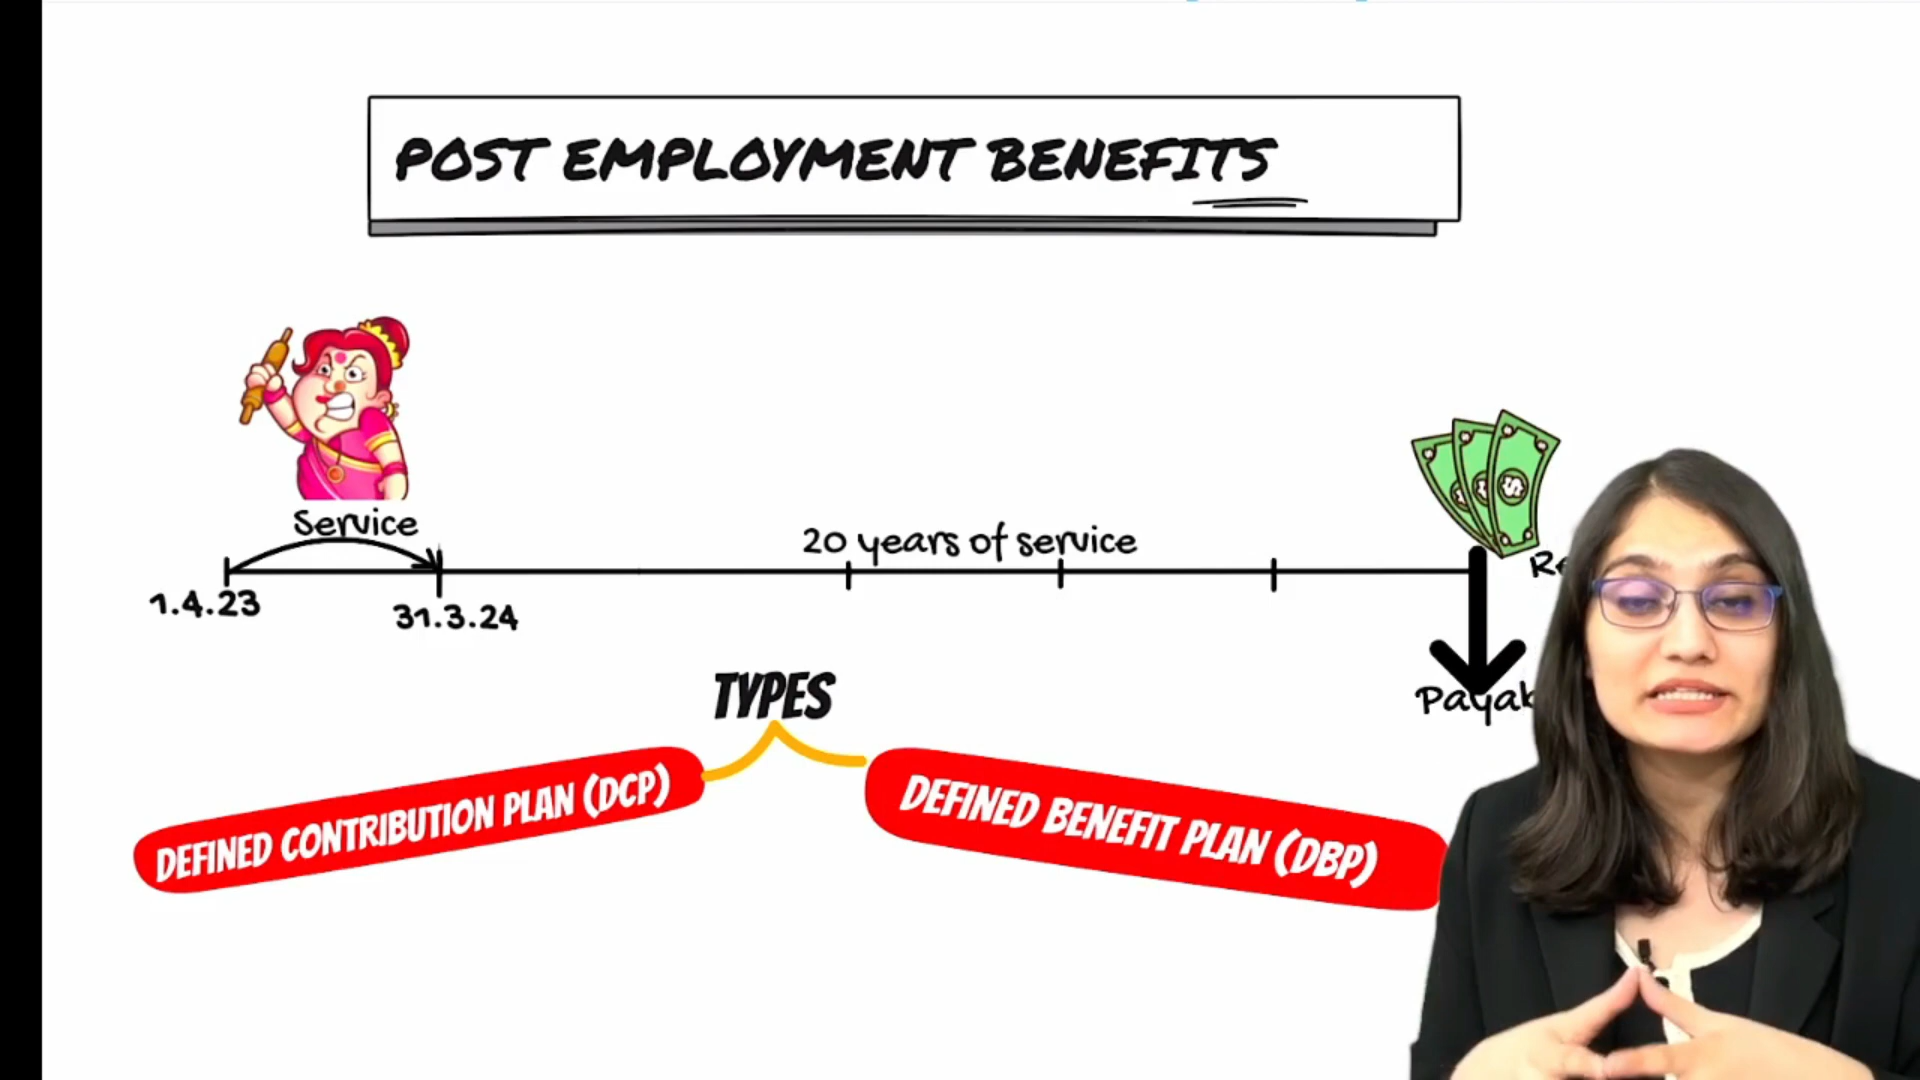 POST EMPLOYMENT BENEFITS
Service
20 years of service
1.4.23
31.3.24
TYPES
DEFINED CONTRIBUTION PLAN (DCP)
DEFINED BENEFIT PLAN (DBP)